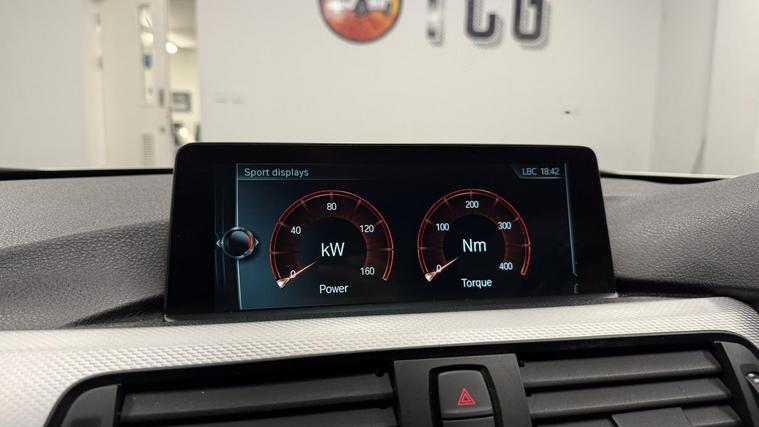 TCG
Sport displays
LBC 18:42
80
40
120
kW
0
160
Power
200
100
300
Nm
0
400
Torque